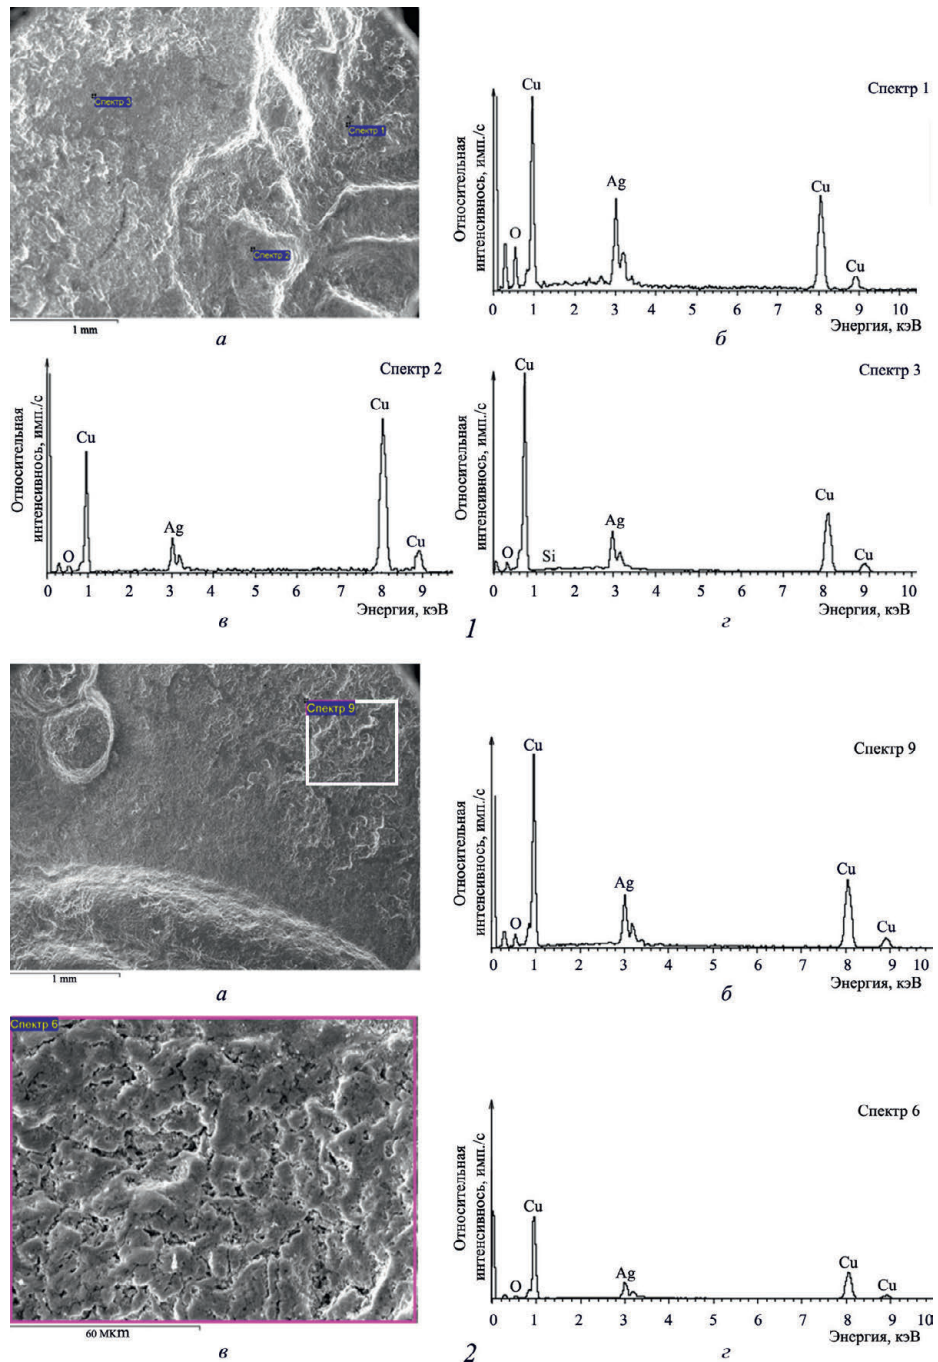 Спектр 3
Спектр 1
Спектр 2
1 mm
а
Относительная
интенсивнось, имп./с
Спектр 1
Cu
Ag
Cu
O
Cu
0 1 2 3 4 5 6 7 8 9 10
Энергия, кэВ
б
Относительная
интенсивнось, имп./с
Спектр 2
Cu
Cu
Ag
Cu
O
0 1 2 3 4 5 6 7 8 9
Энергия, кэВ
в
Относительная
интенсивнось, имп./с
Спектр 3
Cu
Cu
Ag
O
Si
Cu
0 1 2 3 4 5 6 7 8 9 10
Энергия, кэВ
г
1
Спектр 9
1 mm
а
Относительная
интенсивнось, имп./с
Спектр 9
Cu
Ag
Cu
O
Cu
0 1 2 3 4 5 6 7 8 9 10
Энергия, кэВ
б
Спектр 6
60 мкm
в
Относительная
интенсивнось, имп./с
Спектр 6
Cu
Cu
Ag
O
Cu
0 1 2 3 4 5 6 7 8 9 10
Энергия, кэВ
г
2